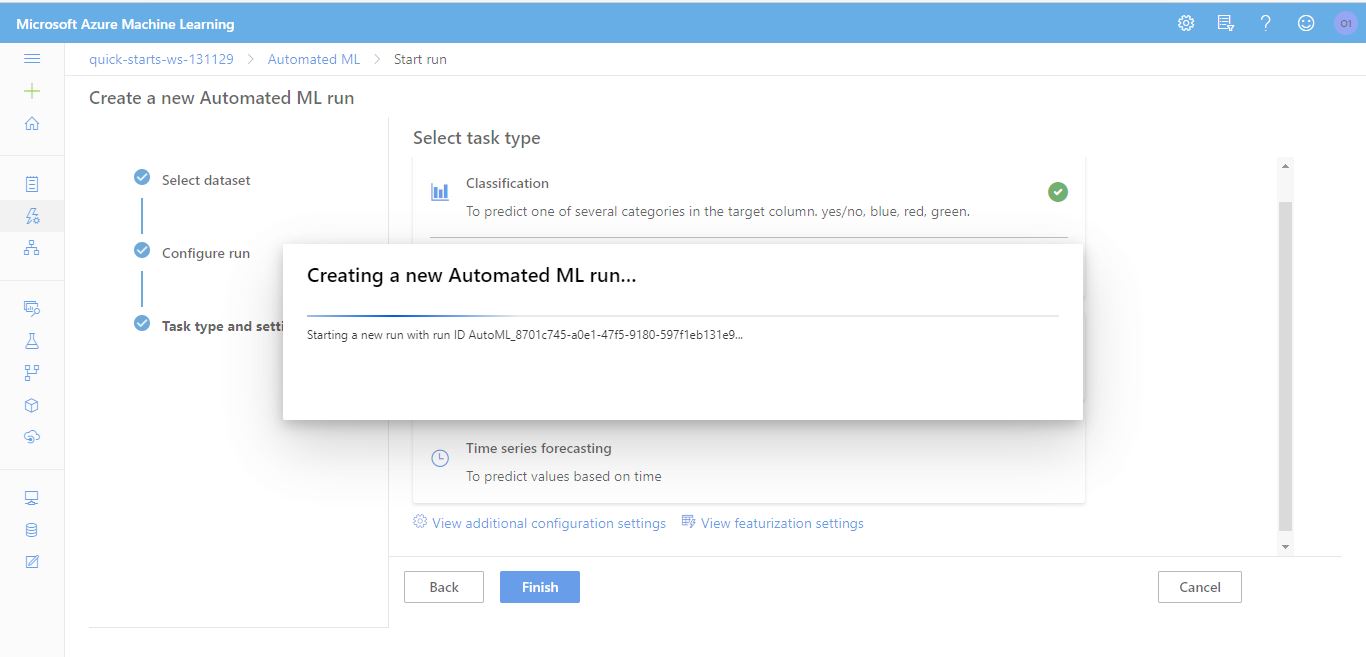 Microsoft Azure Machine Learning
O1
quick-starts-ws-131129 > Automated ML > Start run
Create a new Automated ML run
Select dataset
Configure run
Task type and setti
Select task type
Classification
To predict one of several categories in the target column. yes/no, blue, red, green.
Creating a new Automated ML run...
Starting a new run with run ID AutoML_8701c745-a0e1-47f5-9180-597f1eb131e9...
Time series forecasting
To predict values based on time
View additional configuration settings View featurization settings
Back Finish Cancel